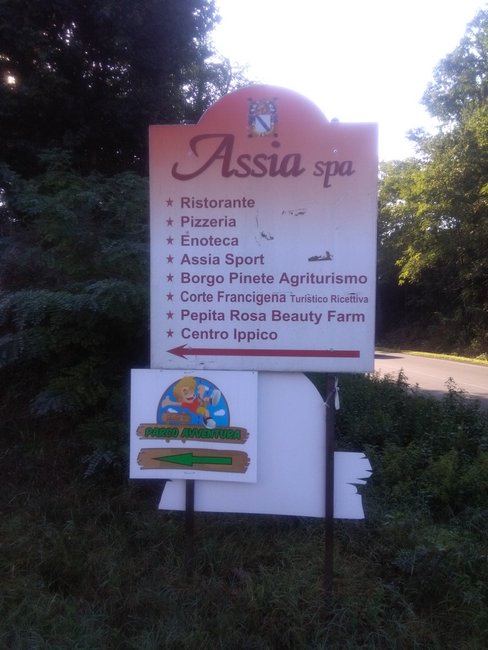 Assia spa
Ristorante
Pizzeria
Enoteca
Assia Sport
Borgo Pinete Agriturismo
Corte Francigena Turistico Ricettiva
Pepita Rosa Beauty Farm
Centro Ippico
PARCO AVVENTURA